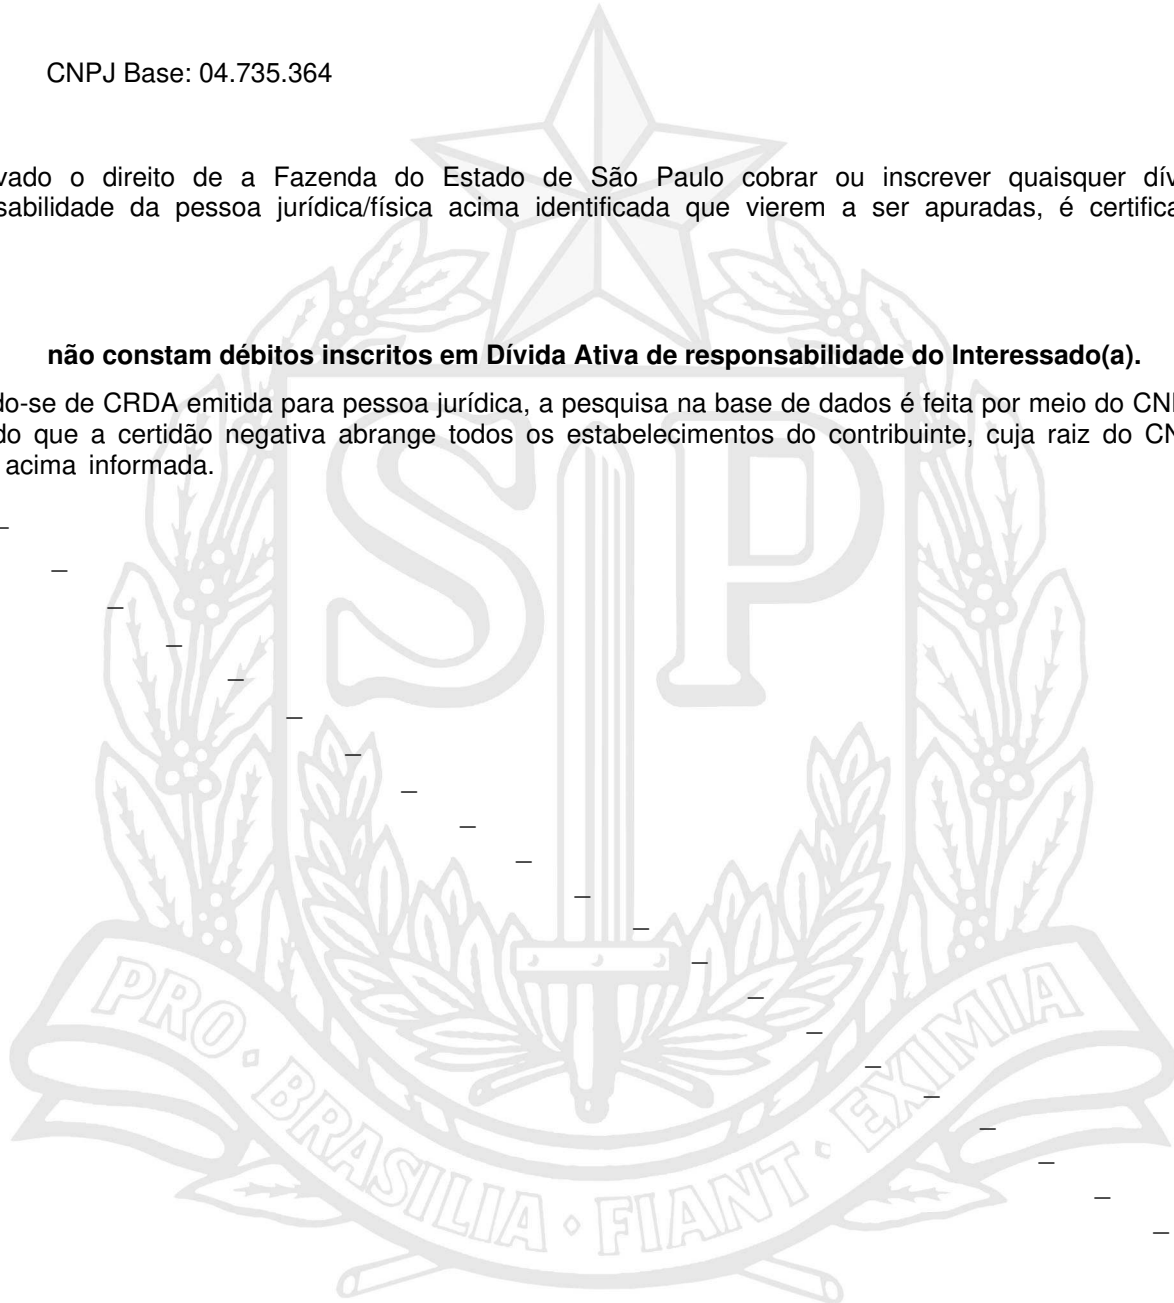 CNPJ Base: 04.735.364
vado o direito de a Fazenda do Estado de São Paulo cobrar ou inscrever quaisquer dív
sabilidade da pessoa jurídica/física acima identificada que vierem a ser apuradas, é certifica
não constam débitos inscritos em Dívida Ativa de responsabilidade do Interessado(a).
do-se de CRDA emitida para pessoa jurídica, a pesquisa na base de dados é feita por meio do CN
do que a certidão negativa abrange todos os estabelecimentos do contribuinte, cuja raiz do CN
acima informada.
SP
PRO • BRASILIA • FIANT • EXIMIA